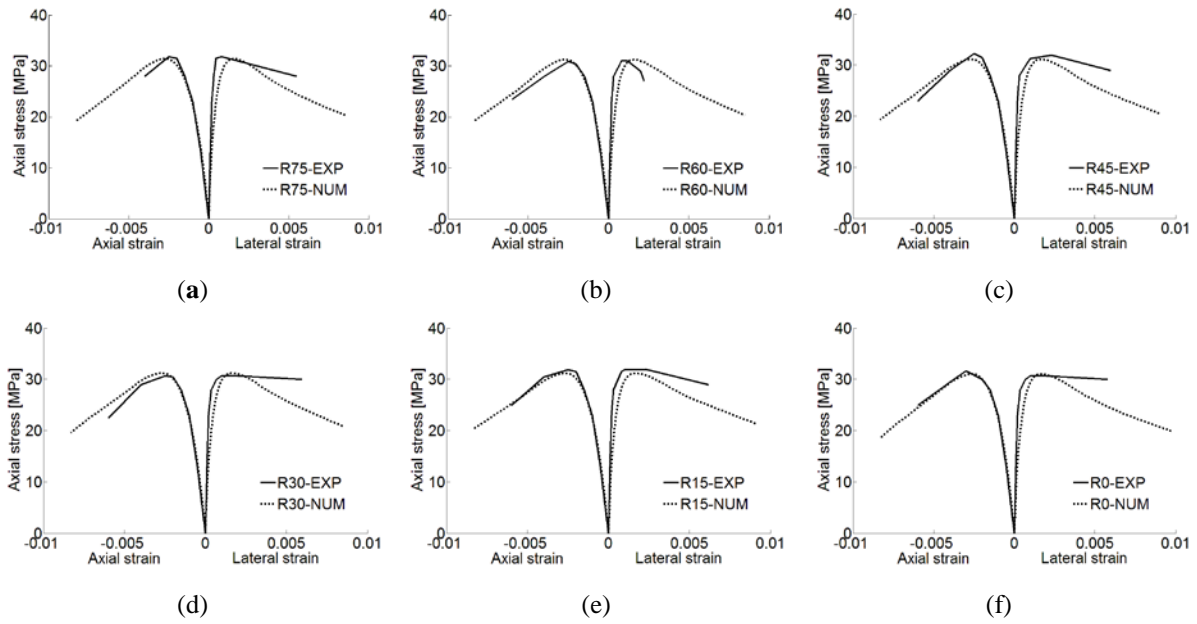 Axial stress [MPa]
40
30
20
10
0
R75-EXP
R75-NUM
-0.01 -0.005 0 0.005 0.01
Axial strain Lateral strain
(a)
Axial stress [MPa]
40
30
20
10
0
R60-EXP
R60-NUM
-0.01 -0.005 0 0.005 0.01
Axial strain Lateral strain
(b)
Axial stress [MPa]
40
30
20
10
0
R45-EXP
R45-NUM
-0.01 -0.005 0 0.005 0.01
Axial strain Lateral strain
(c)
Axial stress [MPa]
40
30
20
10
0
R30-EXP
R30-NUM
-0.01 -0.005 0 0.005 0.01
Axial strain Lateral strain
(d)
Axial stress [MPa]
40
30
20
10
0
R15-EXP
R15-NUM
-0.01 -0.005 0 0.005 0.01
Axial strain Lateral strain
(e)
Axial stress [MPa]
40
30
20
10
0
R0-EXP
R0-NUM
-0.01 -0.005 0 0.005 0.01
Axial strain Lateral strain
(f)